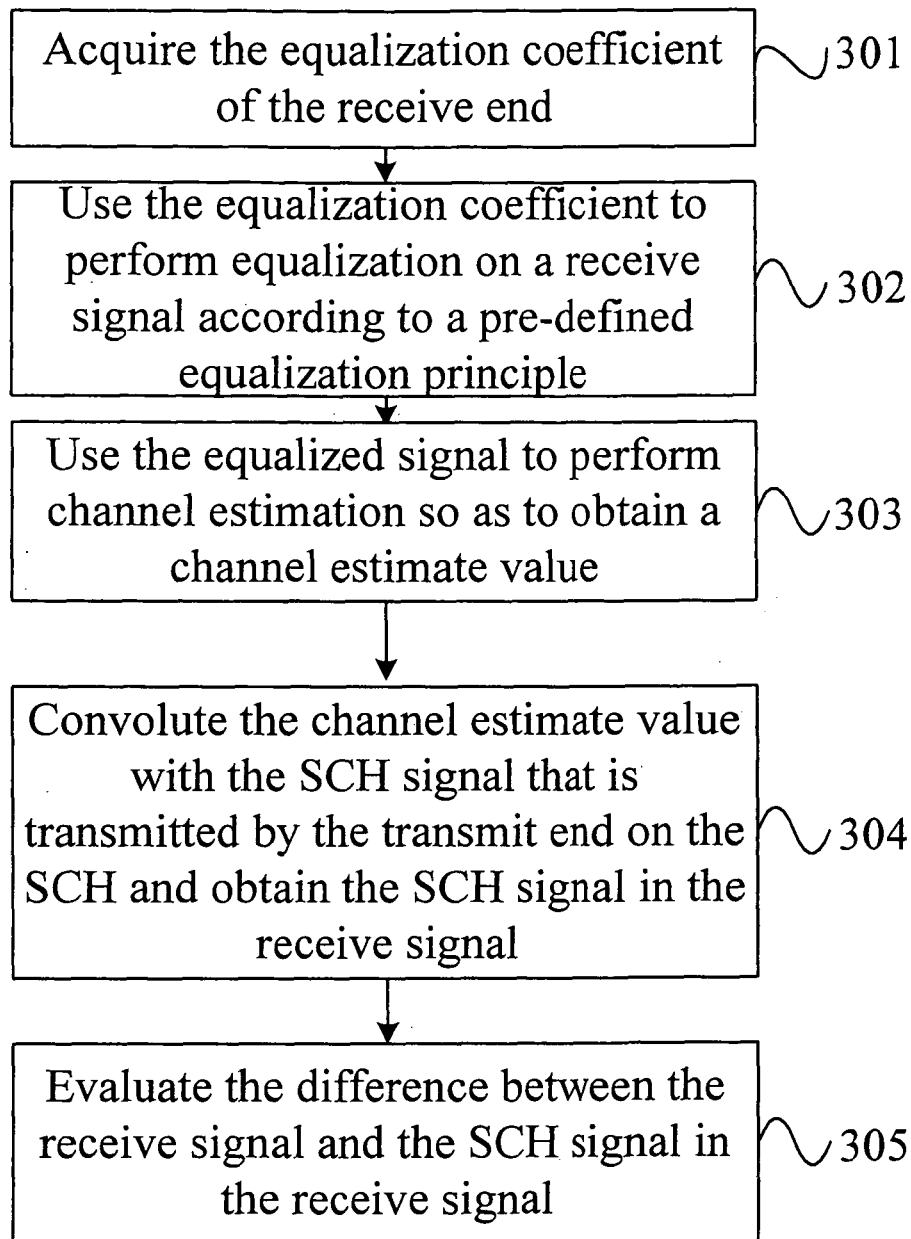 Acquire the equalization coefficient
of the receive end
301
Use the equalization coefficient to
perform equalization on a receive
signal according to a pre-defined
equalization principle
302
Use the equalized signal to perform
channel estimation so as to obtain a
channel estimate value
303
Convolute the channel estimate value
with the SCH signal that is
transmitted by the transmit end on the
SCH and obtain the SCH signal in the
receive signal
304
Evaluate the difference between the
receive signal and the SCH signal in
the receive signal
305